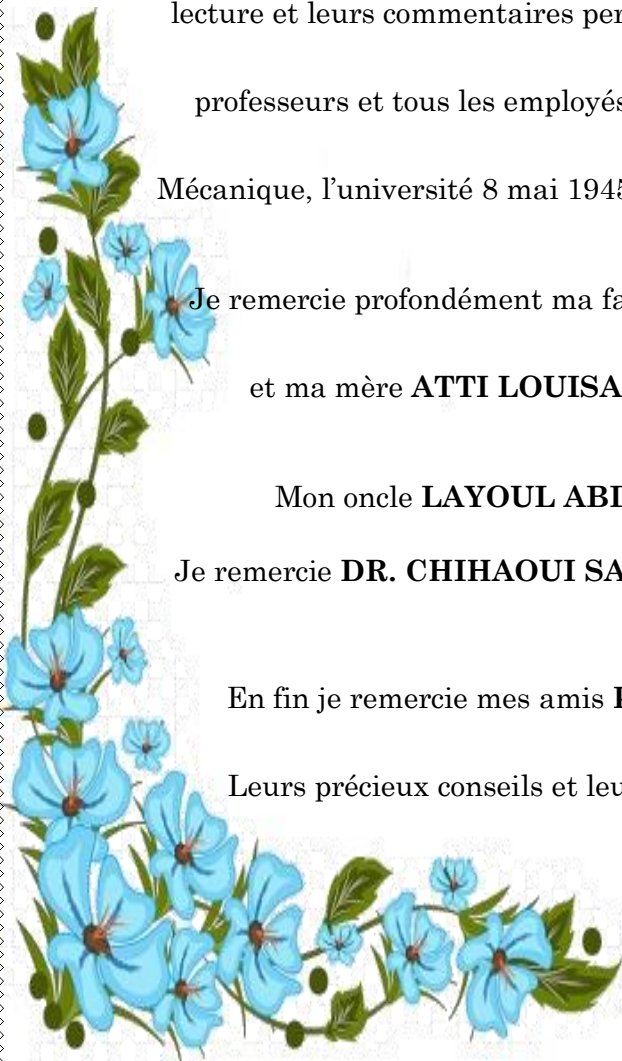 lecture et leurs commentaires per
professeurs et tous les employés
Mécanique, l’université 8 mai 1945
Je remercie profondément ma fa
et ma mère ATTI LOUISA
Mon oncle LAYOUL ABD
Je remercie DR. CHIHAOUI SA
En fin je remercie mes amis
Leurs précieux conseils et leu